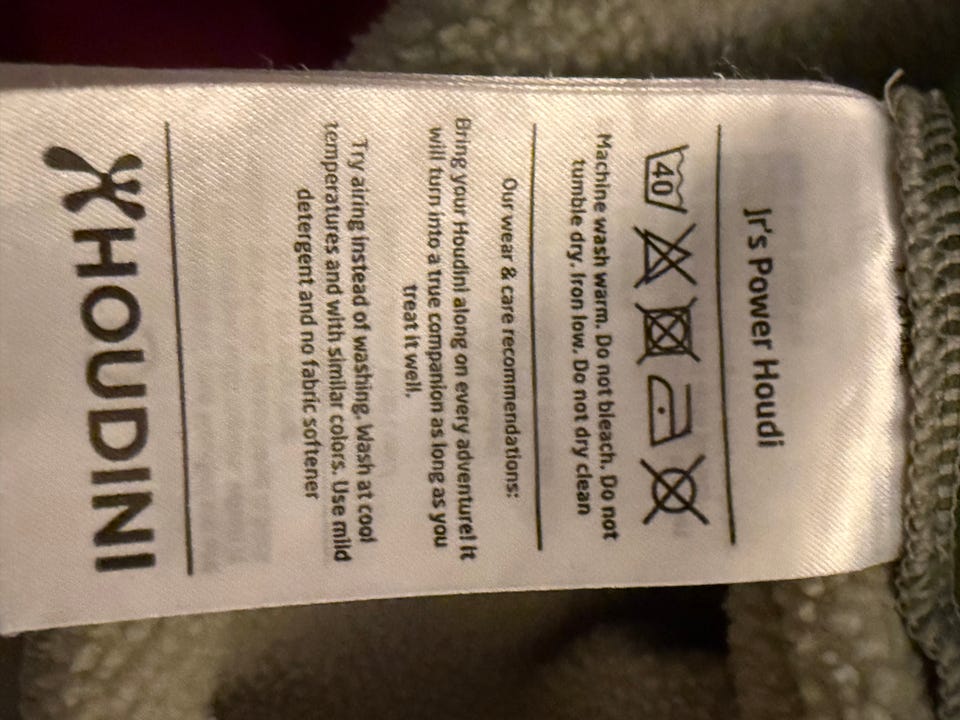 Jr's Power Houdi
40
Machine wash warm. Do not bleach. Do not
tumble dry. Iron low. Do not dry clean
Our wear & care recommendations:
Bring your Houdini along on every adventure! It
will turn into a true companion as long as you
treat it well.
Try airing instead of washing. Wash at cool
temperatures and with similar colors. Use mild
detergent and no fabric softener
HOUDINI